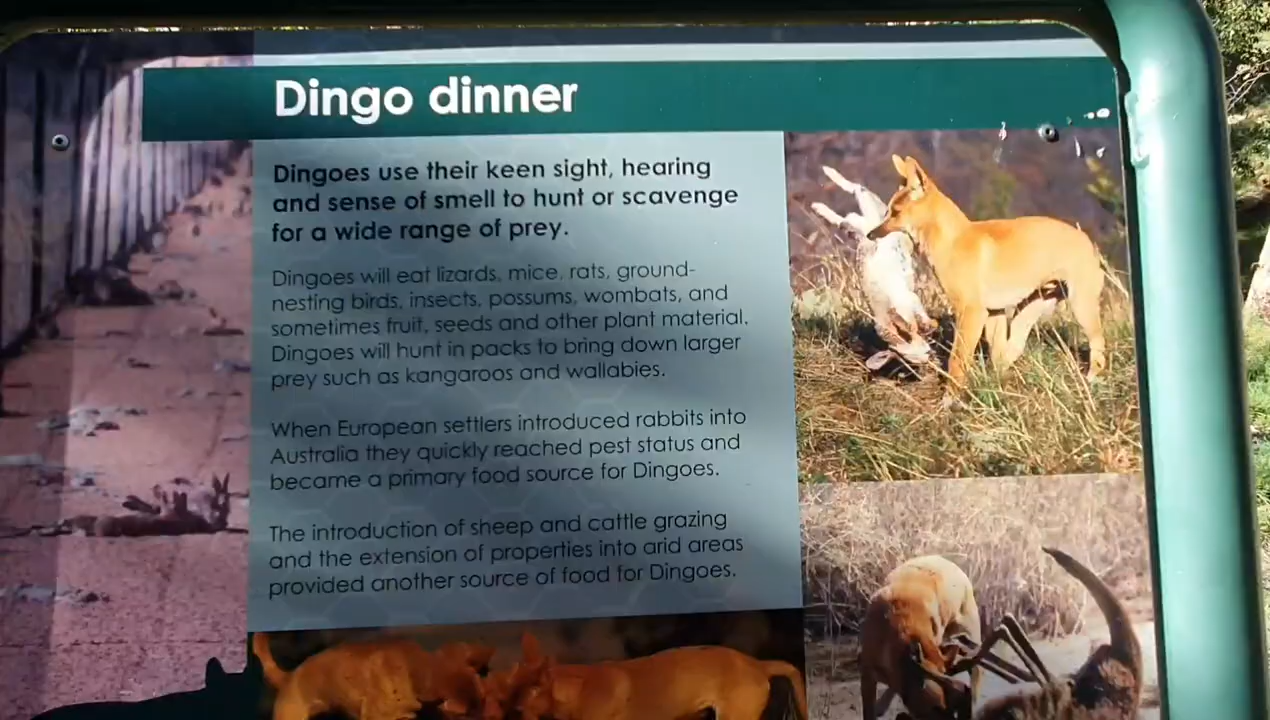 Dingo dinner
Dingoes use their keen sight, hearing
and sense of smell to hunt or scavenge
for a wide range of prey.
Dingoes will eat lizards, mice, rats, ground-
nesting birds, insects, possums, wombats, and
sometimes fruit, seeds and other plant material.
Dingoes will hunt in packs to bring down larger
prey such as kangaroos and wallabies.
When European settlers introduced rabbits into
Australia they quickly reached pest status and
became a primary food source for Dingoes.
The introduction of sheep and cattle grazing
and the extension of properties into arid areas
provided another source of food for Dingoes.